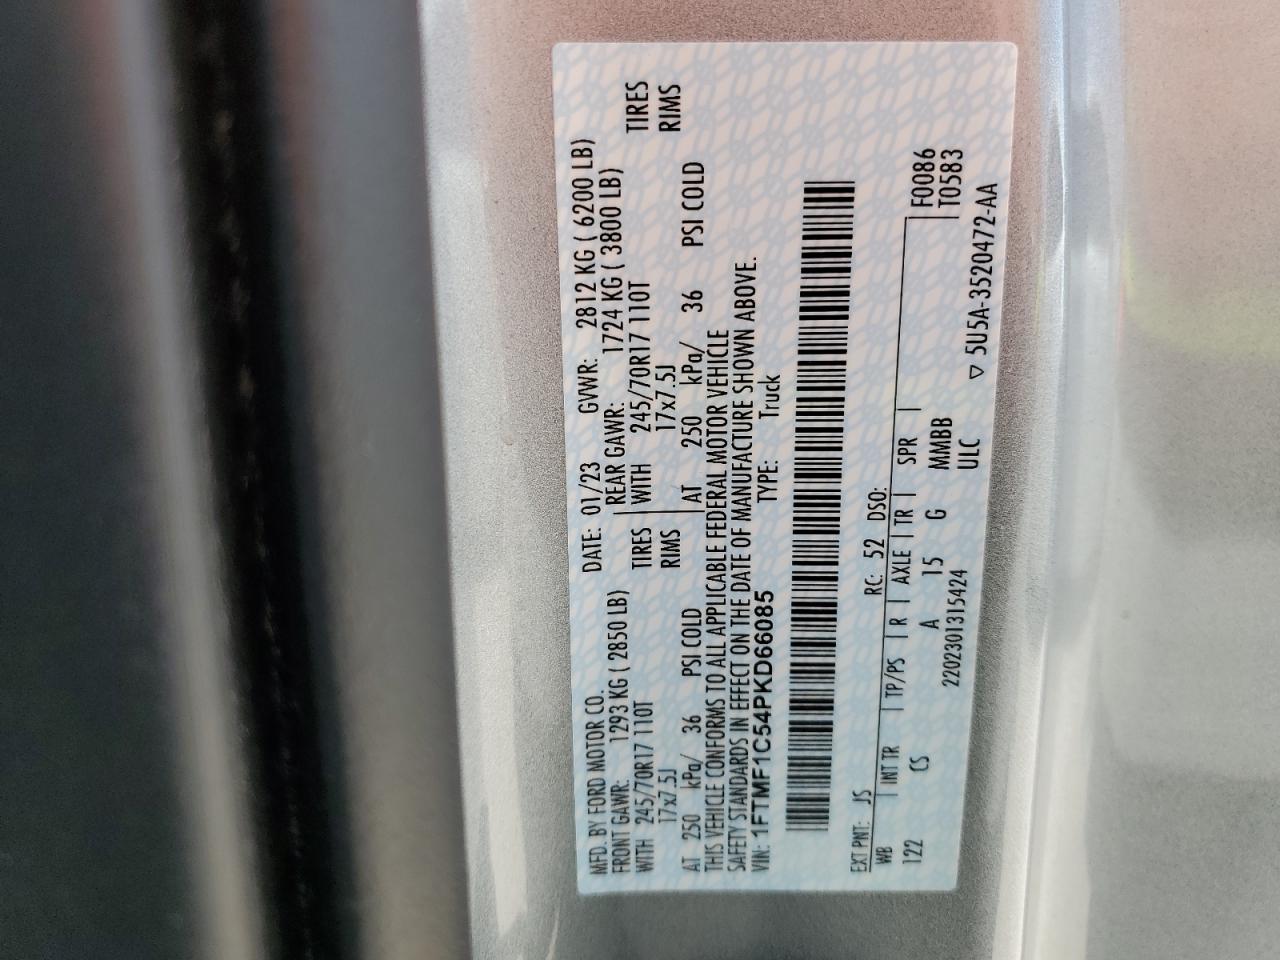 MFD. BY FORD MOTOR CO.
DATE: 01/23 GVWR: 2812 KG ( 6200 LB)
FRONT GAWR: 1293 KG ( 2850 LB) REAR GAWR: 1724 KG ( 3800 LB)
WITH 245/70R17 110T TIRES WITH 245/70R17 110T TIRES
17x7.5J RIMS 17x7.5J RIMS
AT 250 kPa/ 36 PSI COLD AT 250 kPa/ 36 PSI COLD
THIS VEHICLE CONFORMS TO ALL APPLICABLE FEDERAL MOTOR VEHICLE
SAFETY STANDARDS IN EFFECT ON THE DATE OF MANUFACTURE SHOWN ABOVE.
VIN: 1FTMF1C54PKD66085 TYPE: Truck
EXT PNT: JS RC: 52 DSO:
WB | INT TR | TP/PS | R | AXLE | TR | SPR | F0086
122 CS A 15 G MMBB T0583
2202301315424 ULC
▽ 5U5A-3520472-AA